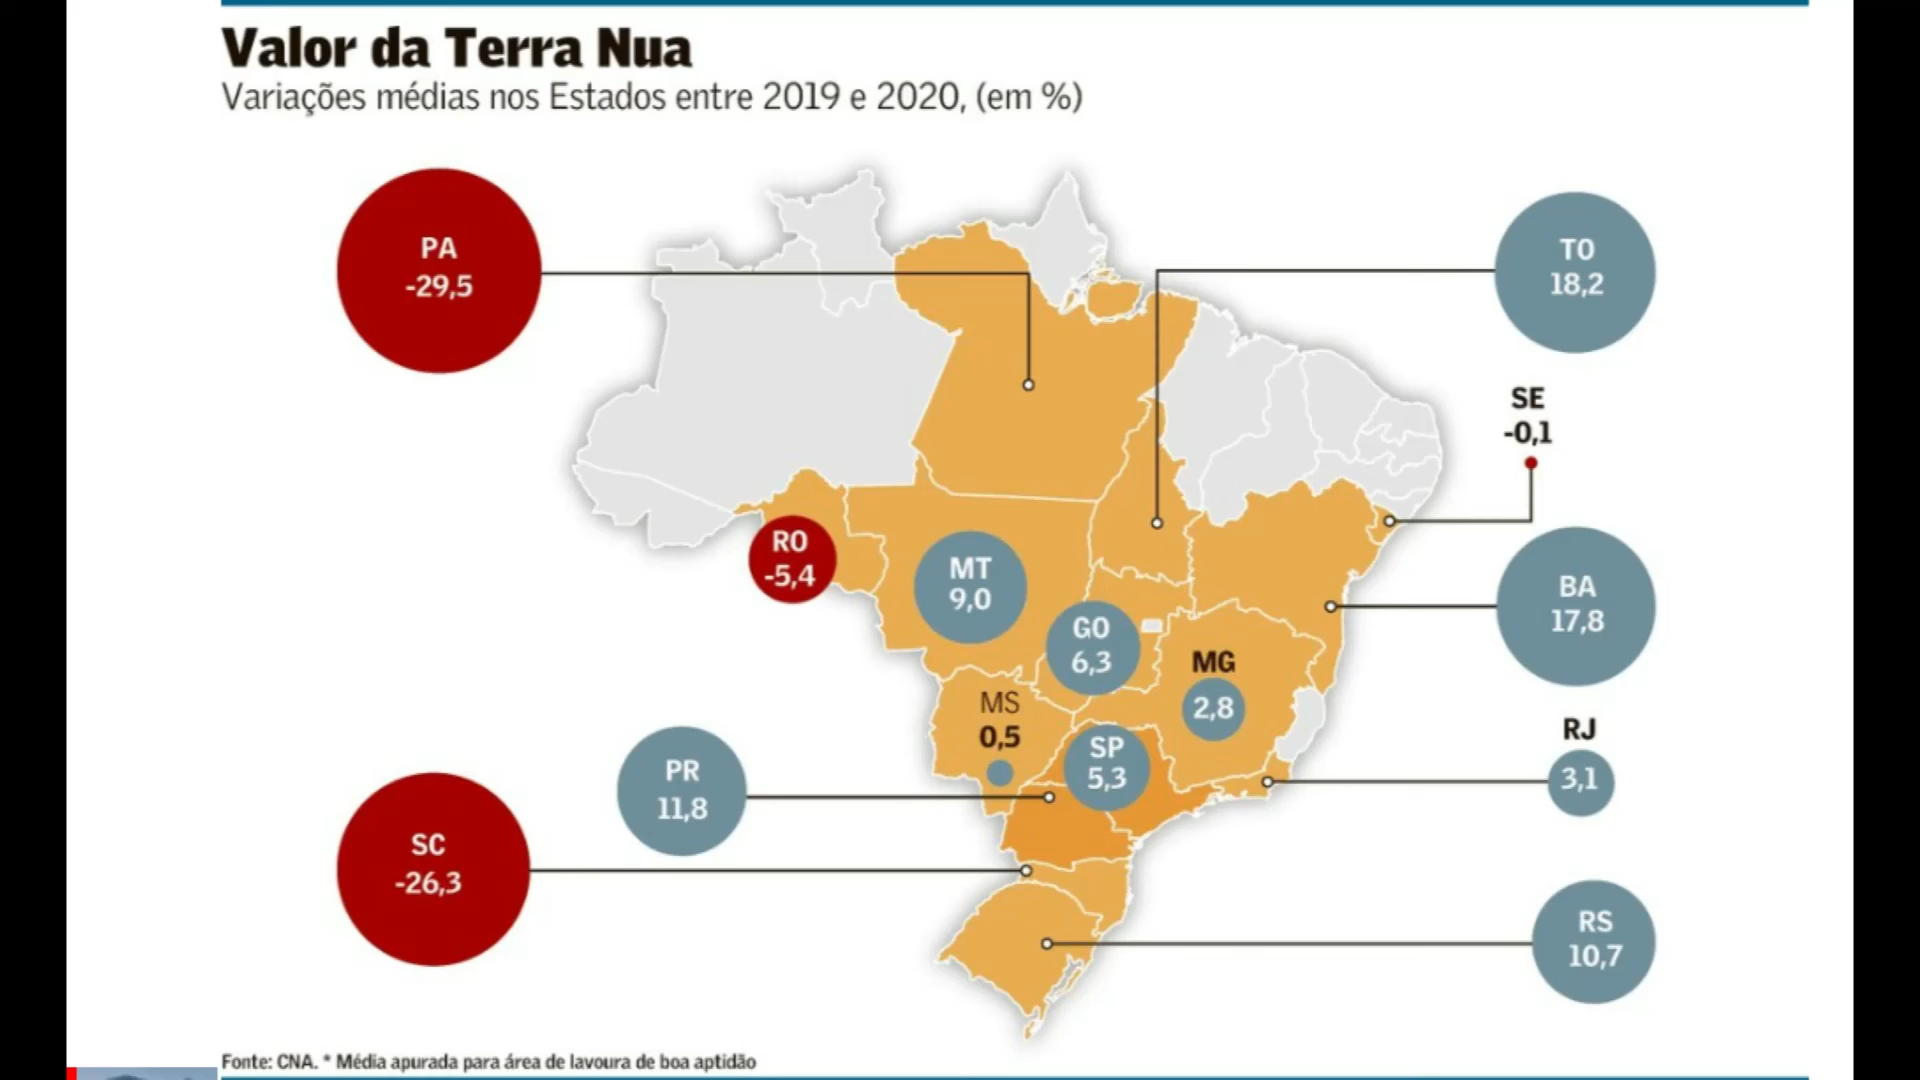 Valor da Terra Nua
Variações médias nos Estados entre 2019 e 2020, (em %)
PA
-29,5
TO
18,2
SE
-0,1
RO
-5,4
MT
9,0
BA
17,8
GO
6,3
MG
2,8
MS
0,5
SP
5,3
RJ
3,1
PR
11,8
SC
-26,3
RS
10,7
Fonte: CNA. * Média apurada para área de lavoura de boa aptidão